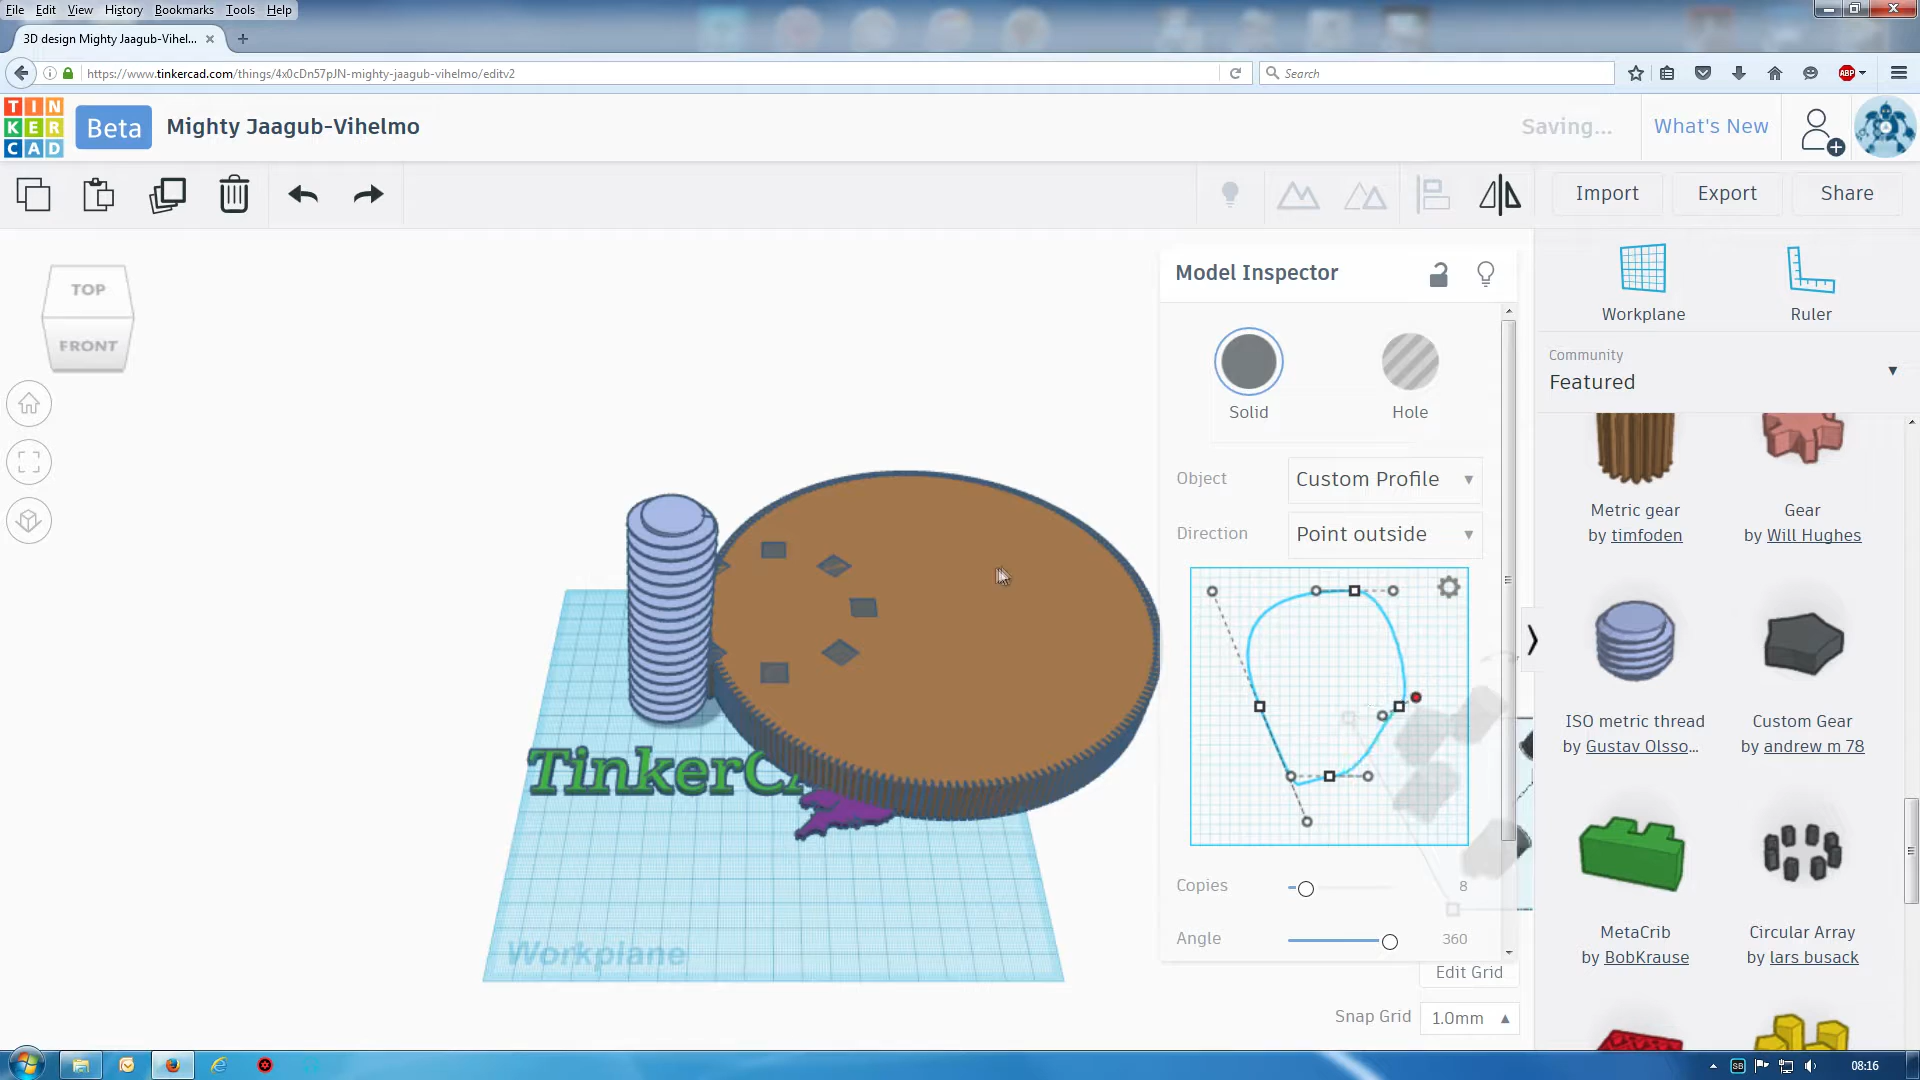 File Edit View History Bookmarks Tools Help
3D design Mighty Jaagub-Vihel...
https://www.tinkercad.com/things/4x0cDn57pJN-mighty-jaagub-vihelmo/editv2
Search
ABP
TIN
KER
CAD
Beta
Mighty Jaagub-Vihelmo
Saving...
What's New
Import
Export
Share
TOP
FRONT
Model Inspector
Solid
Hole
Object
Custom Profile
Direction
Point outside
Copies
8
Angle
360
Edit Grid
Snap Grid
1.0mm
Workplane
Ruler
Community
Featured
Metric gear
by timfoden
Gear
by Will Hughes
ISO metric thread
by Gustav Olsso...
Custom Gear
by andrew m 78
MetaCrib
by BobKrause
Circular Array
by lars busack
TinkerCA
Workplane
SB
08:16